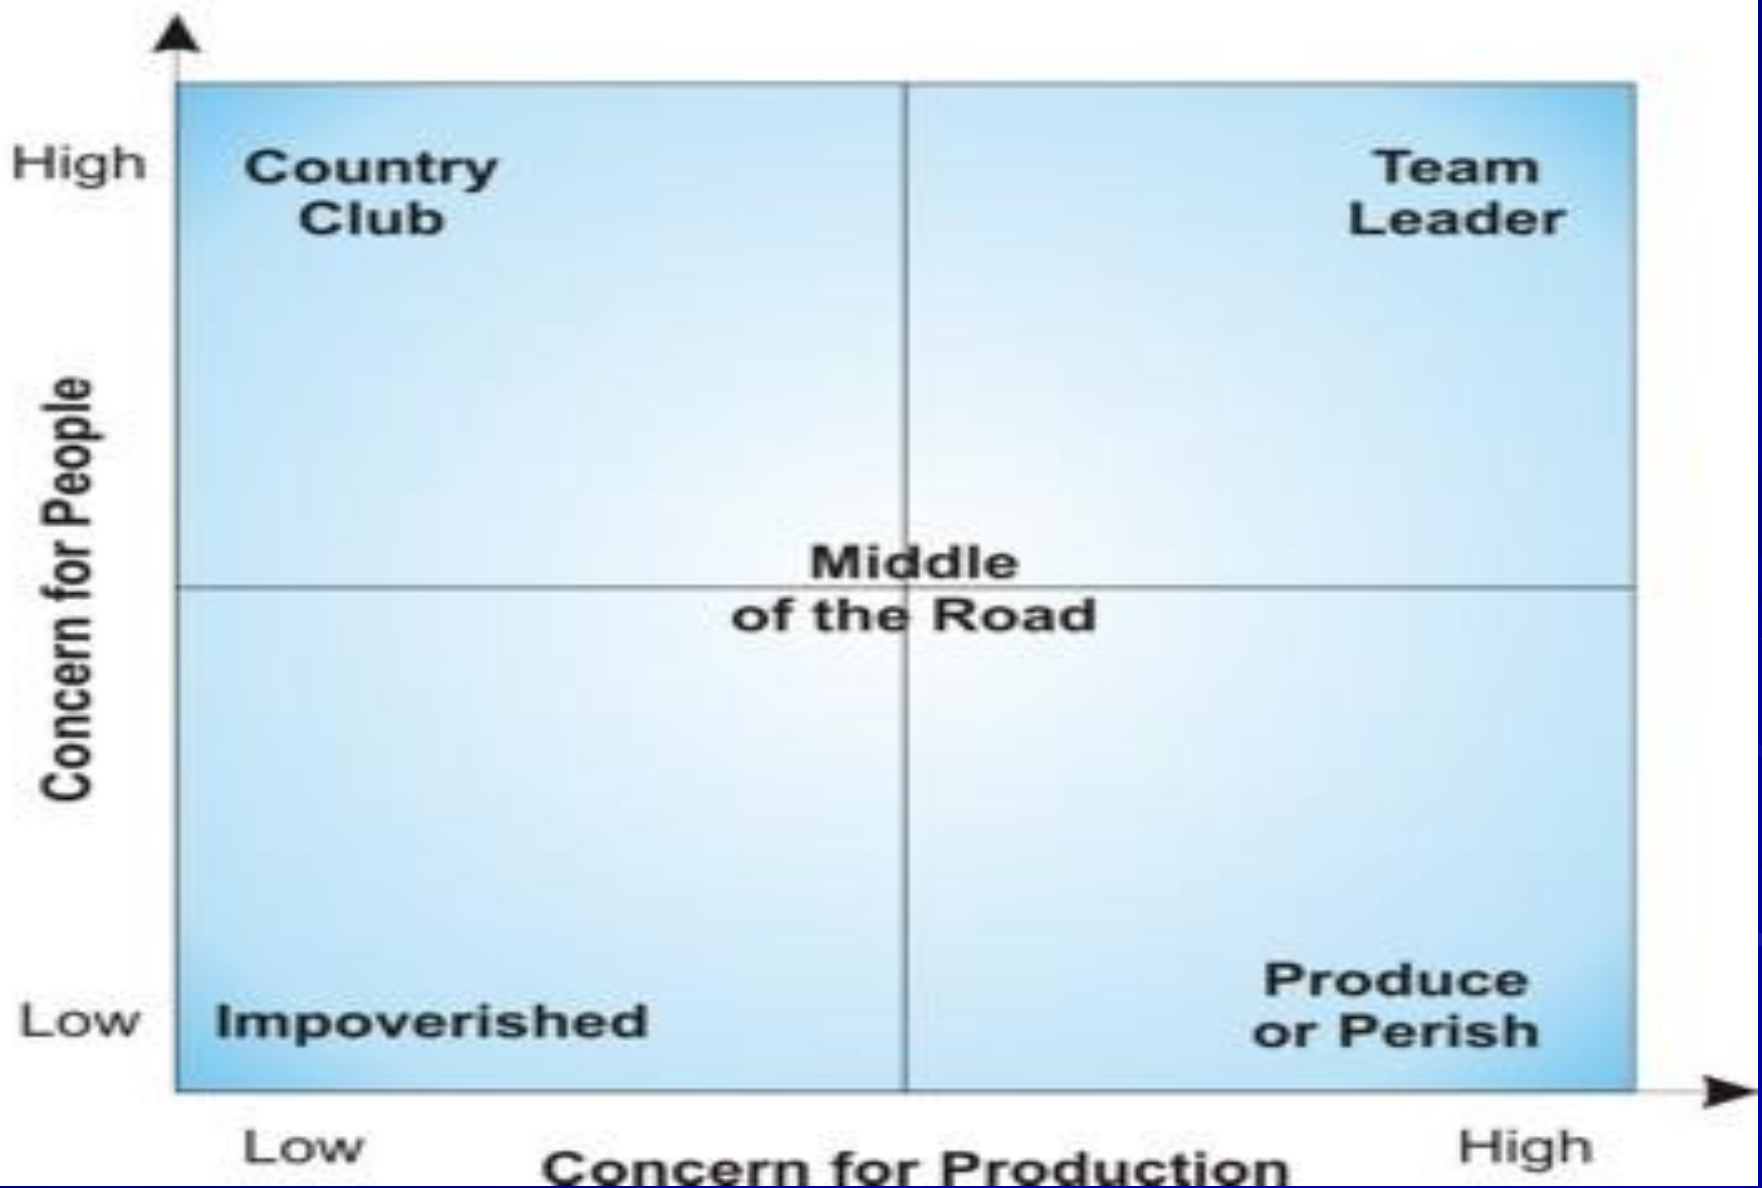 High
Country
Club
Team
Leader
Concern for People
Middle
of the Road
Low
Impoverished
Produce
or Perish
Low
Concern for Production
High